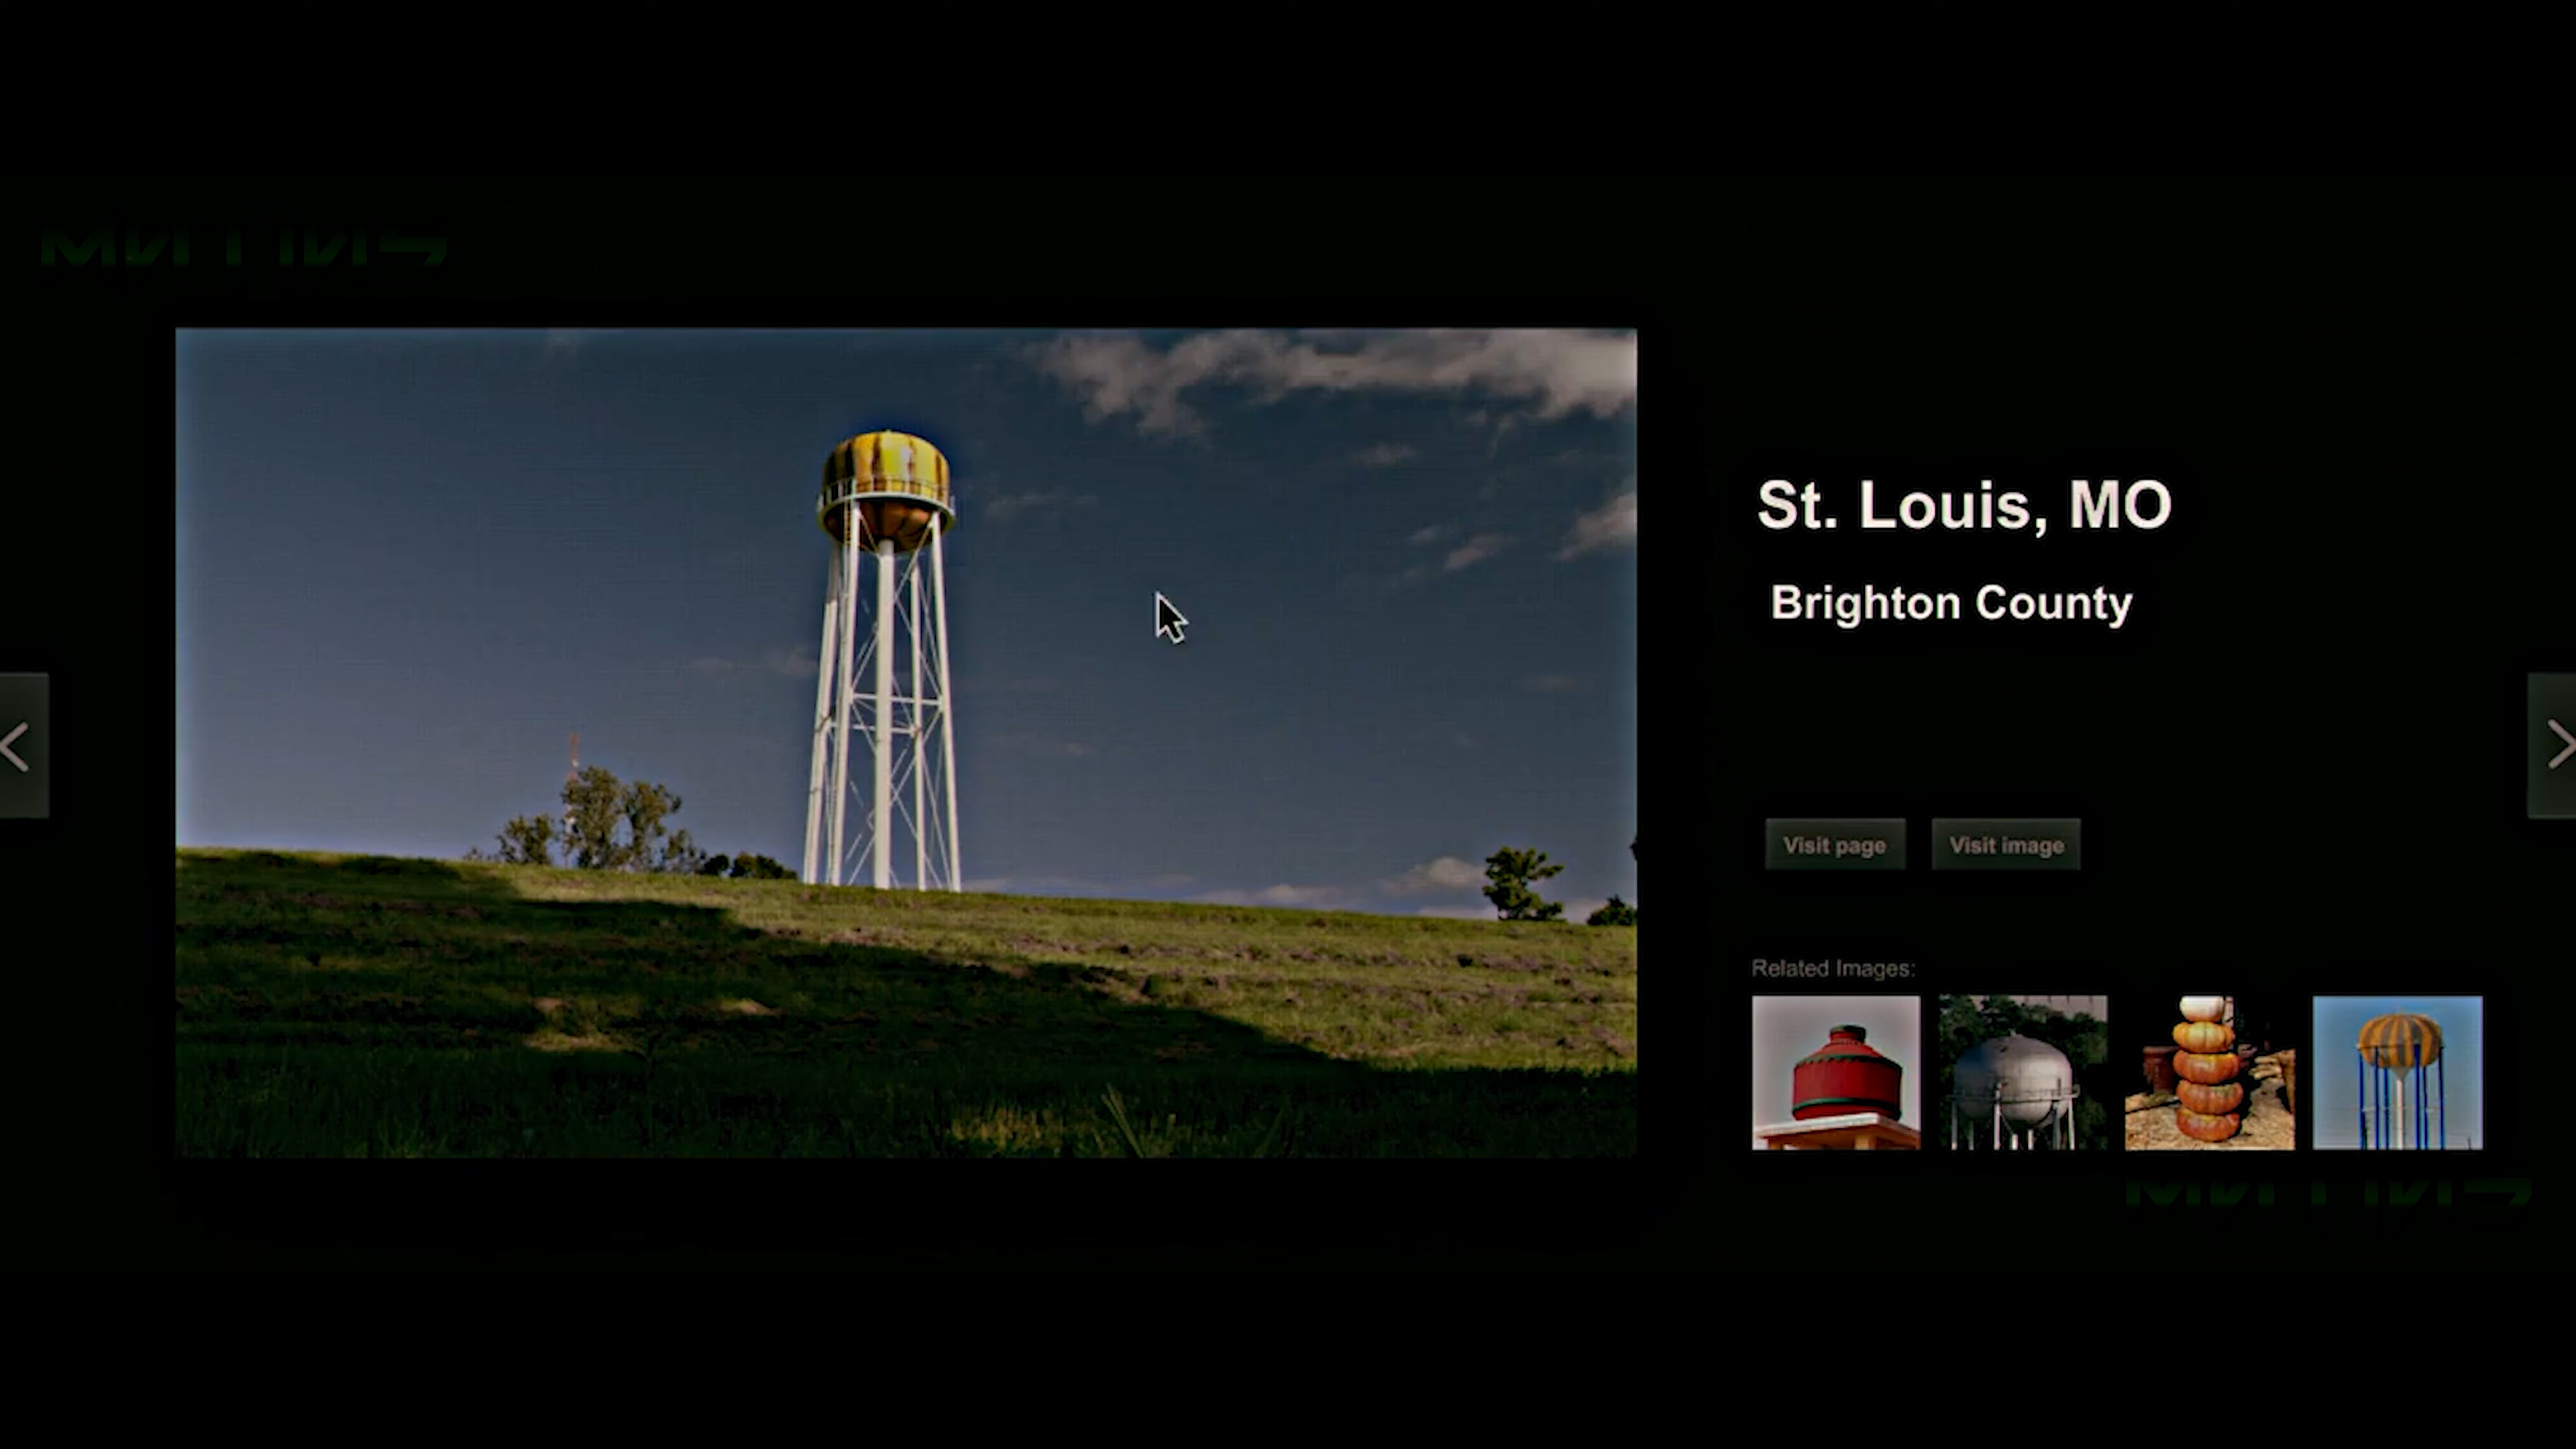 St. Louis, MO
Brighton County
Visit page
Visit image
Related Images: